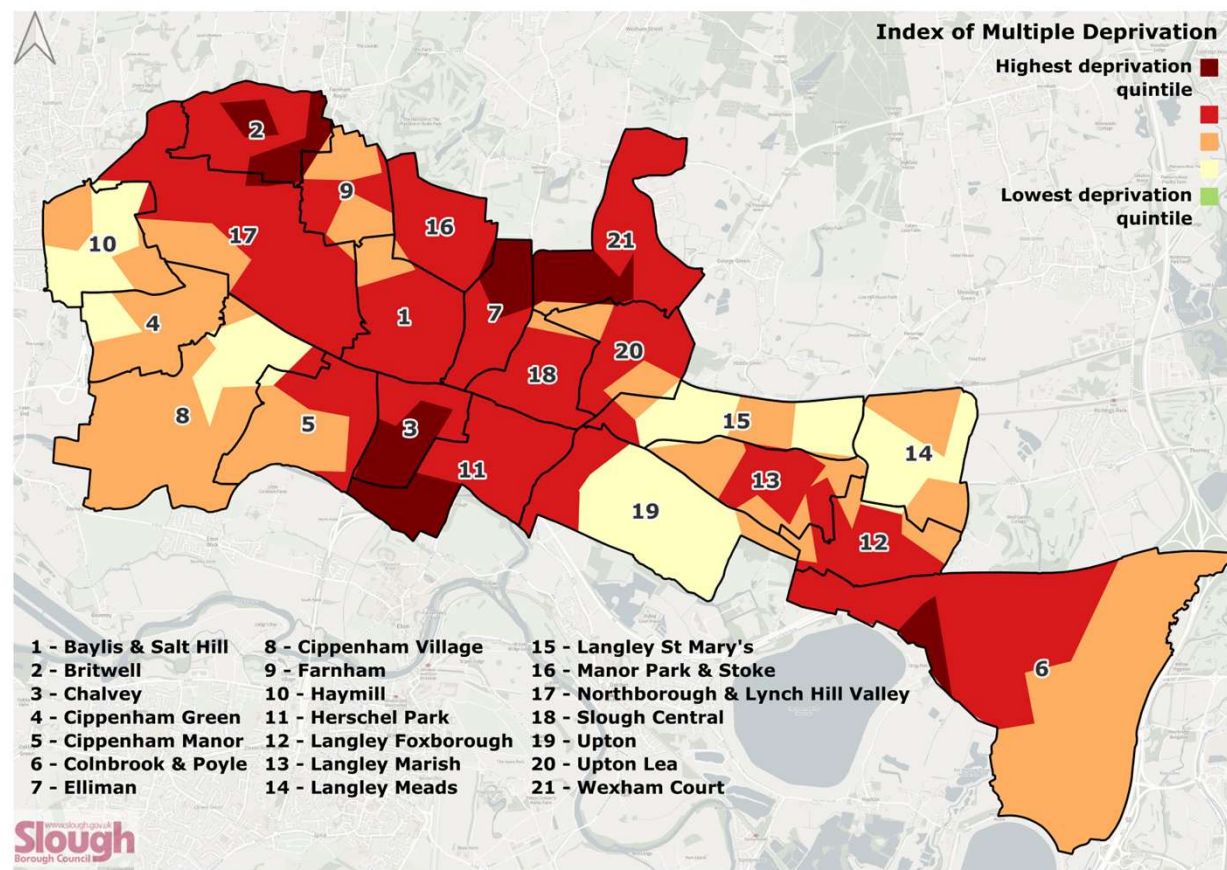 Index of Multiple Deprivation
Highest deprivation
quintile
Lowest deprivation
quintile
2
9
16
10
17
21
7
4
1
20
18
8
5
3
15
14
11
13
19
12
6
1 - Baylis & Salt Hill
2 - Britwell
3 - Chalvey
4 - Cippenham Green
5 - Cippenham Manor
6 - Colnbrook & Poyle
7 - Elliman
8 - Cippenham Village
9 - Farnham
10 - Haymill
11 - Herschel Park
12 - Langley Foxborough
13 - Langley Marish
14 - Langley Meads
15 - Langley St Mary's
16 - Manor Park & Stoke
17 - Northborough & Lynch Hill Valley
18 - Slough Central
19 - Upton
20 - Upton Lea
21 - Wexham Court
www.slough.gov.uk
Slough
Borough Council